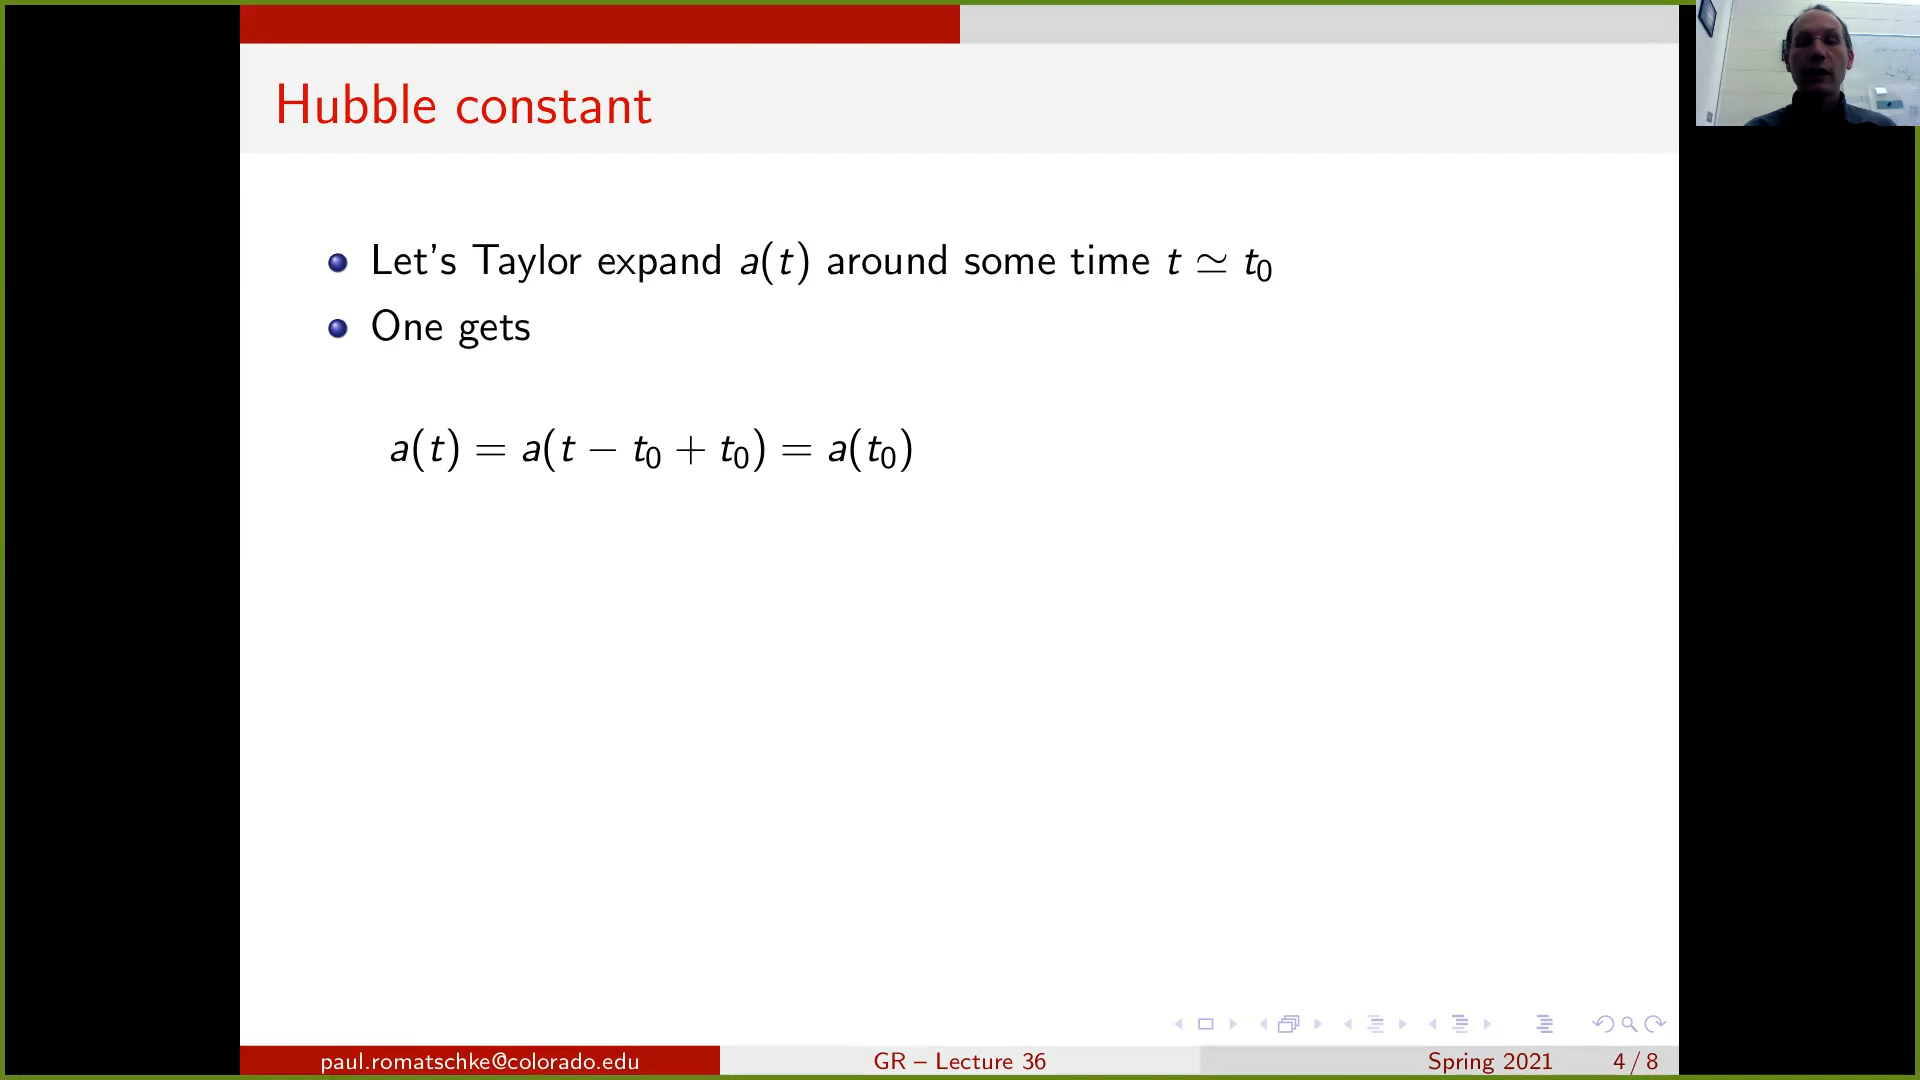 Hubble constant
Let's Taylor expand a(t) around some time t ≃ t₀
One gets
a(t) = a(t − t₀ + t₀) = a(t₀)
paul.romatschke@colorado.edu
GR – Lecture 36
Spring 2021
4 / 8